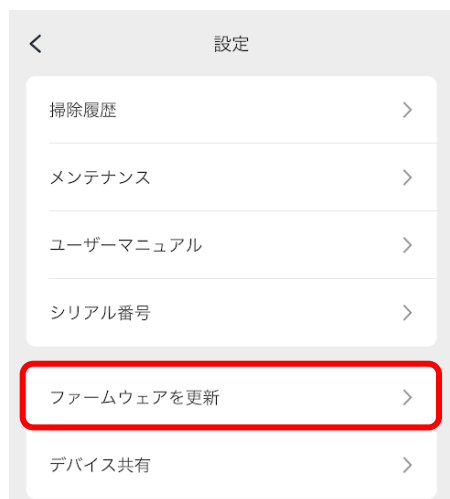 設定
掃除履歴
メンテナンス
ユーザーマニュアル
シリアル番号
ファームウェアを更新
デバイス共有